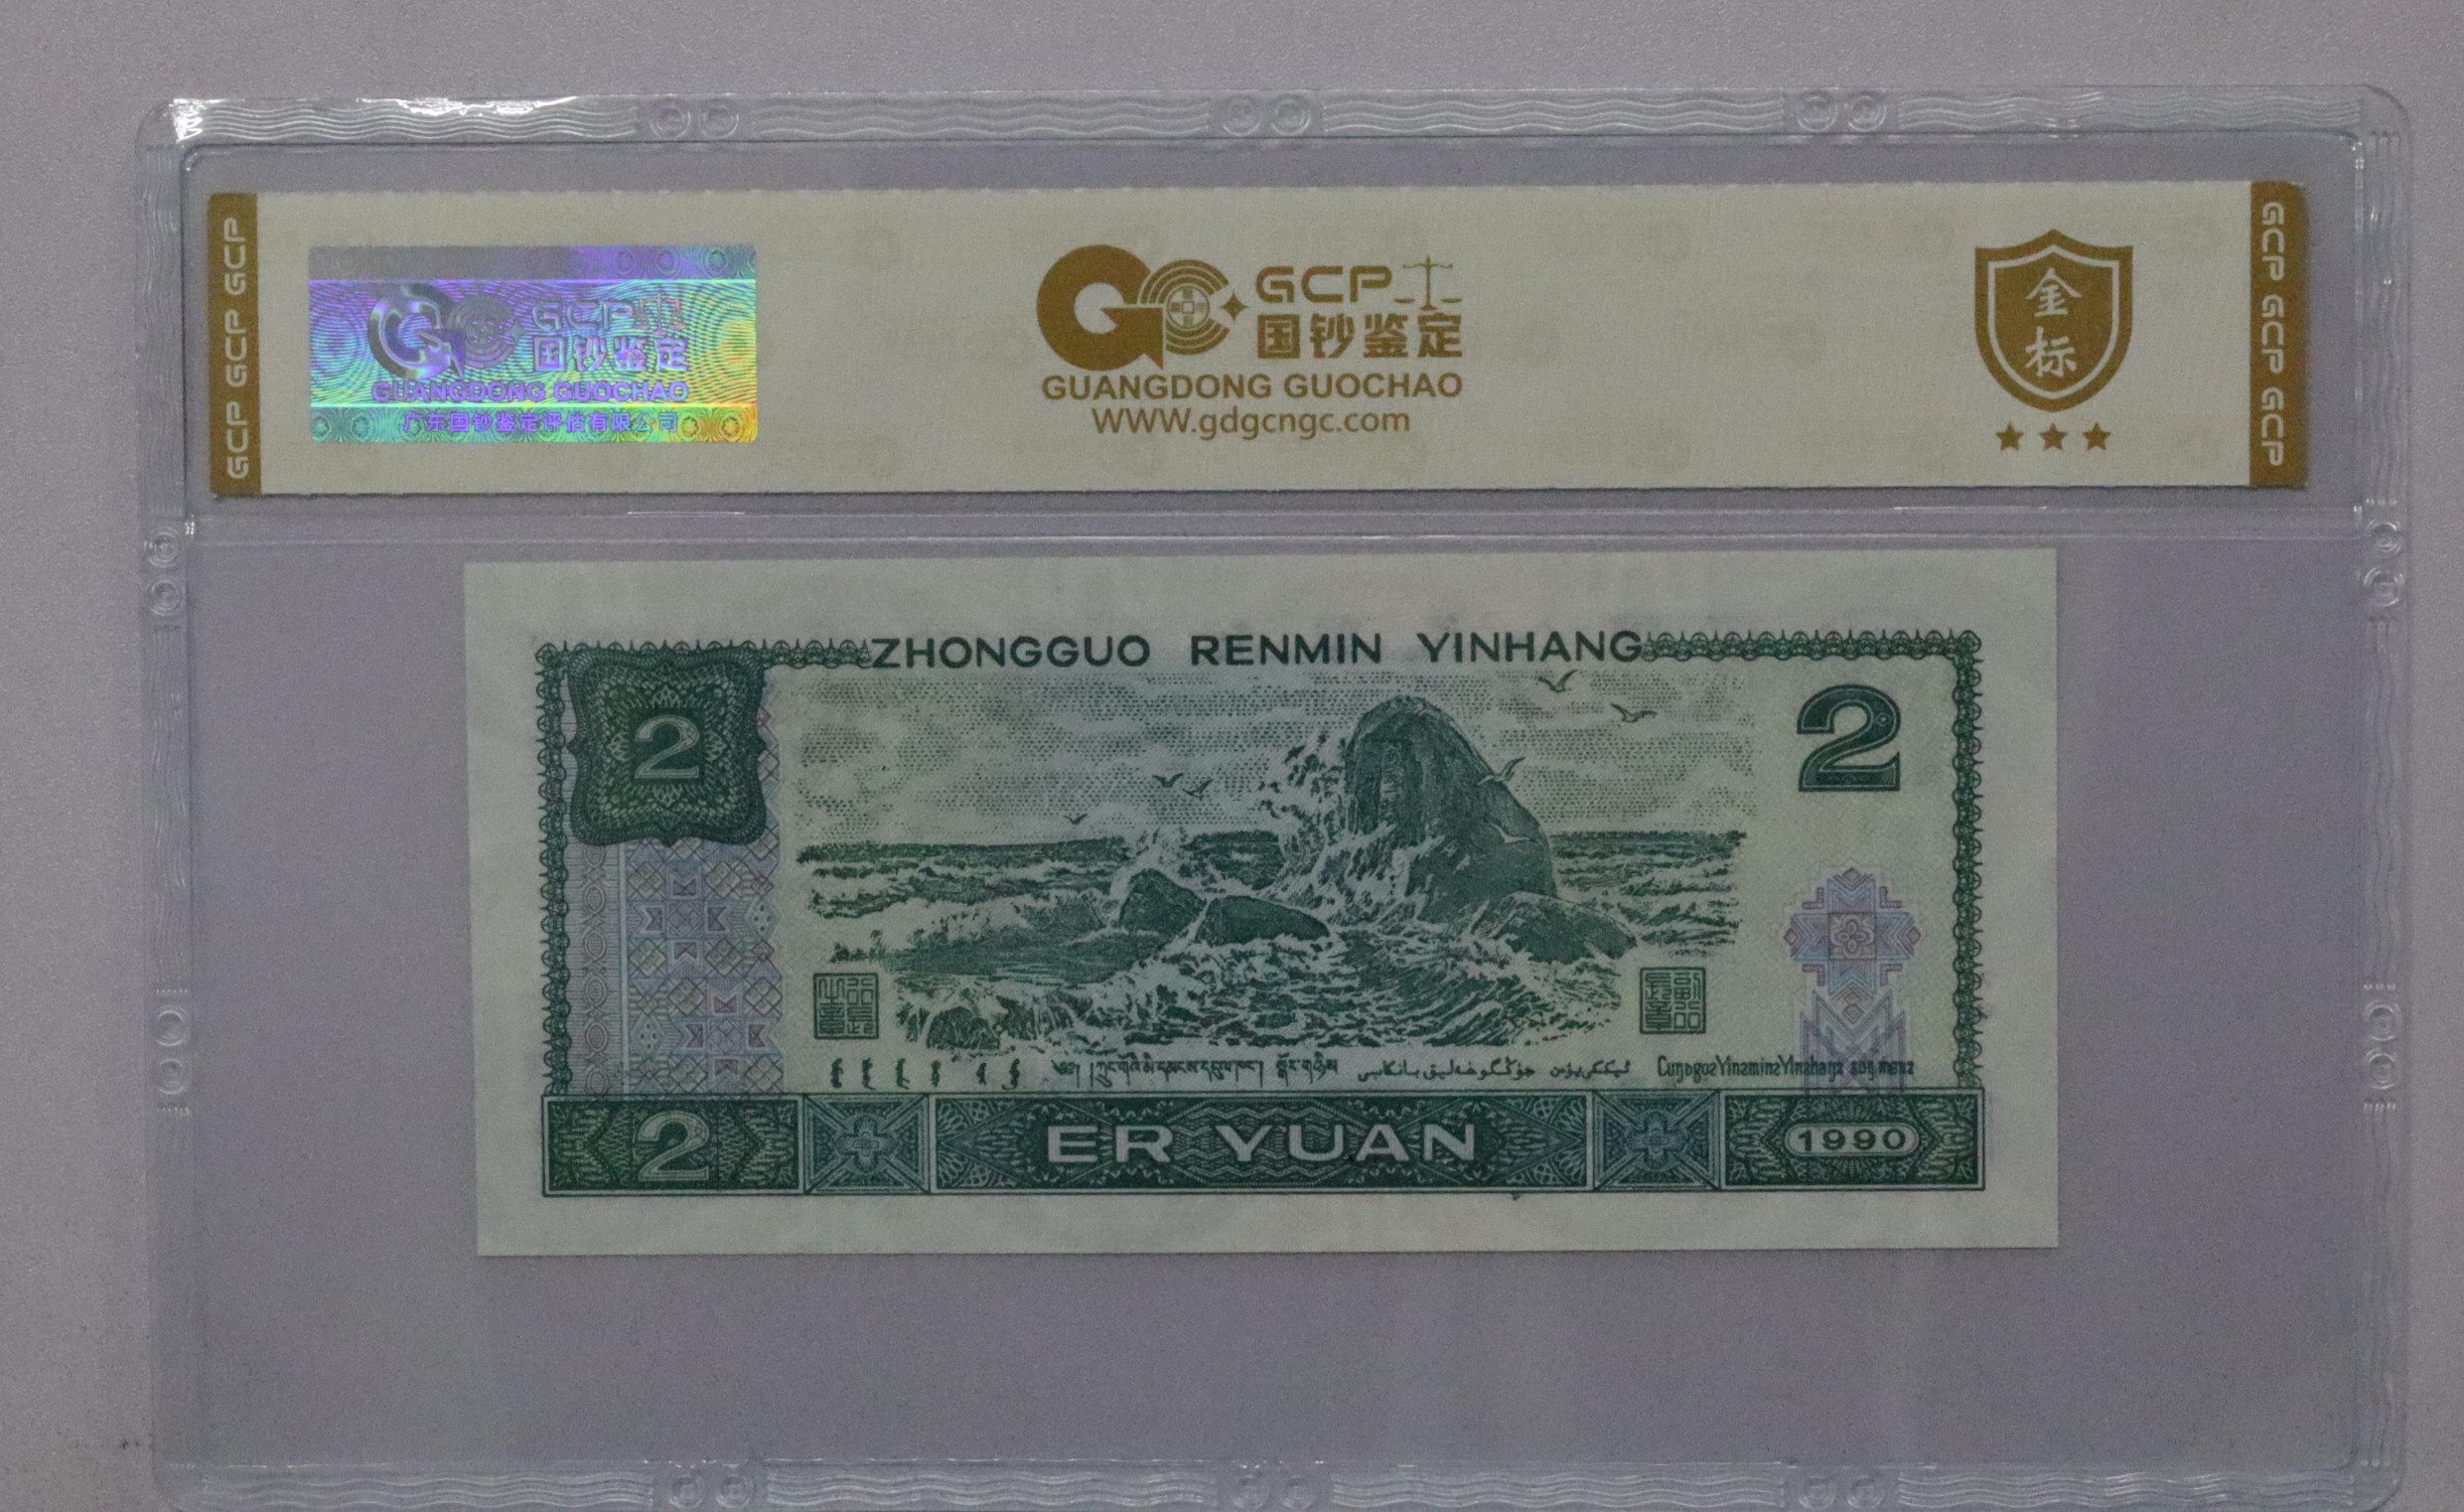 GCP GCP GCP
GCP
国钞鉴定
GUANGDONG GUOCHAO
广东国钞鉴定评估有限公司
GCP
国钞鉴定
GUANGDONG GUOCHAO
WWW.gdgcngc.com
金
标
GCP GCP GCP
ZHONGGUO RENMIN YINHANG
2
2
2
ER YUAN
1990